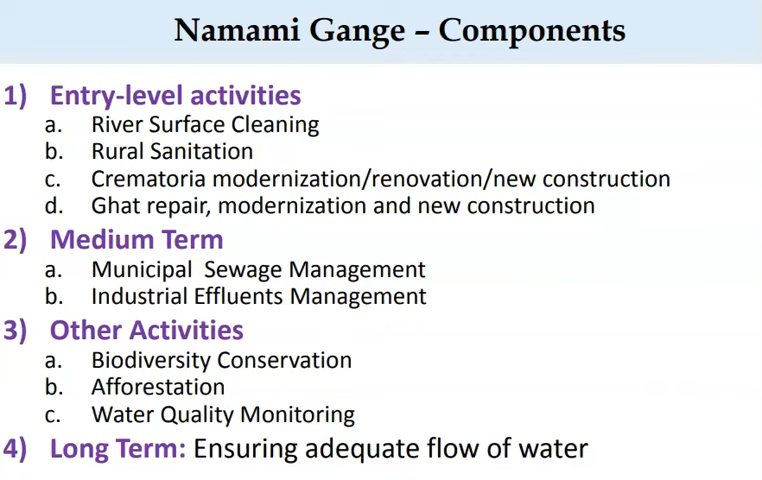 Namami Gange – Components
1) Entry-level activities
a. River Surface Cleaning
b. Rural Sanitation
c. Crematoria modernization/renovation/new construction
d. Ghat repair, modernization and new construction
2) Medium Term
a. Municipal Sewage Management
b. Industrial Effluents Management
3) Other Activities
a. Biodiversity Conservation
b. Afforestation
c. Water Quality Monitoring
4) Long Term: Ensuring adequate flow of water